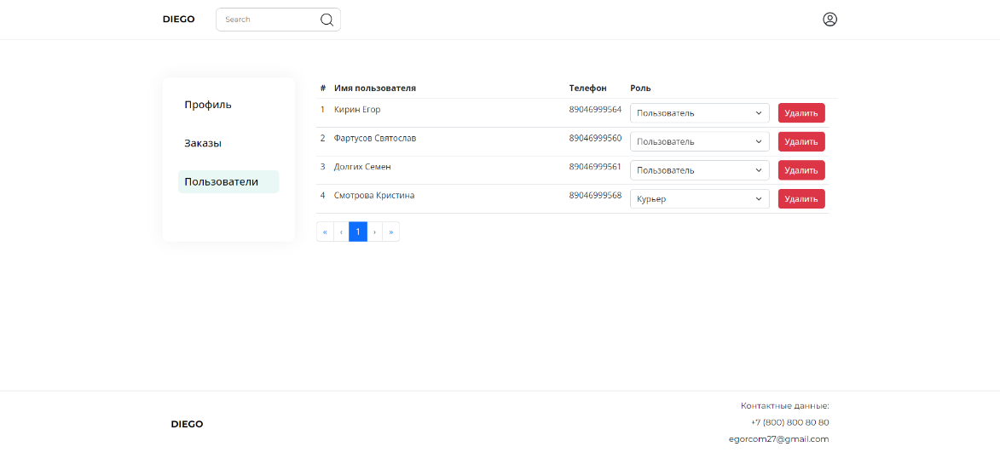 DIEGO Search
Профиль
Заказы
Пользователи
# Имя пользователя Телефон Роль
1 Кирин Егор 89046999564 Пользователь Удалить
2 Фартусов Святослав 89046999560 Пользователь Удалить
3 Долгих Семен 89046999561 Пользователь Удалить
4 Смотрова Кристина 89046999568 Курьер Удалить
« ‹ 1 › »
DIEGO
Контактные данные:
+7 (800) 800 80 80
egorcom27@gmail.com